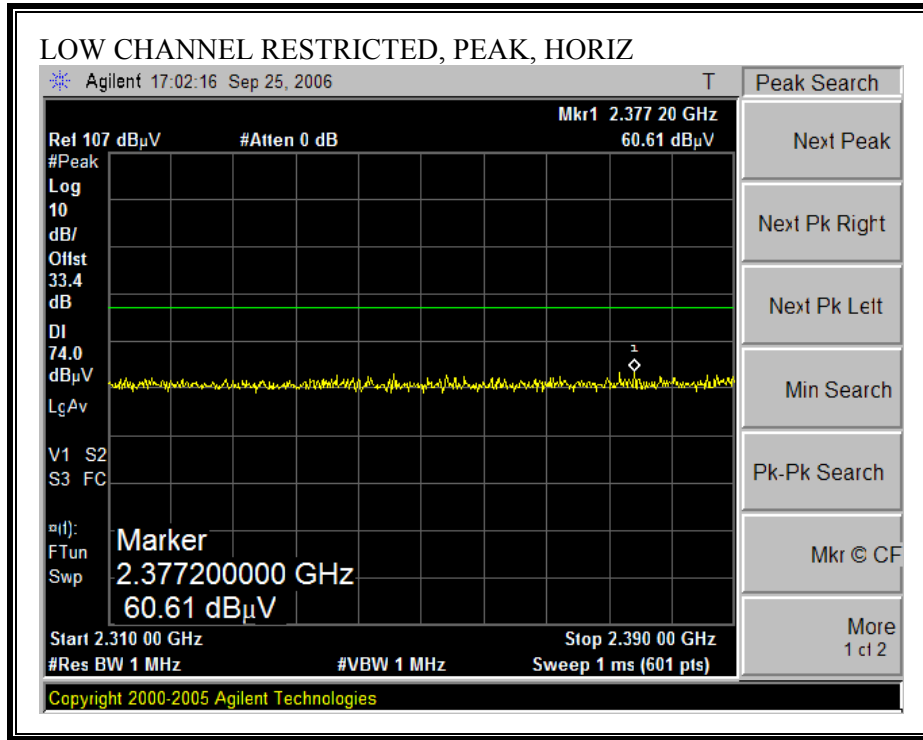 LOW CHANNEL RESTRICTED, PEAK, HORIZ
Agilent 17:02:16 Sep 25, 2006 T
Peak Search
Mkr1 2.377 20 GHz
Ref 107 dBµV #Atten 0 dB 60.61 dBµV
#Peak
Log
10
dB/
Offst
33.4
dB
DI
74.0
dBµV
LgAv
V1 S2
S3 FC
¤(f):
FTun
Swp
1
Marker
2.377200000 GHz
60.61 dBµV
Start 2.310 00 GHz Stop 2.390 00 GHz
#Res BW 1 MHz #VBW 1 MHz Sweep 1 ms (601 pts)
Copyright 2000-2005 Agilent Technologies
Next Peak
Next Pk Right
Next Pk Left
Min Search
Pk-Pk Search
Mkr © CF
More
1 of 2